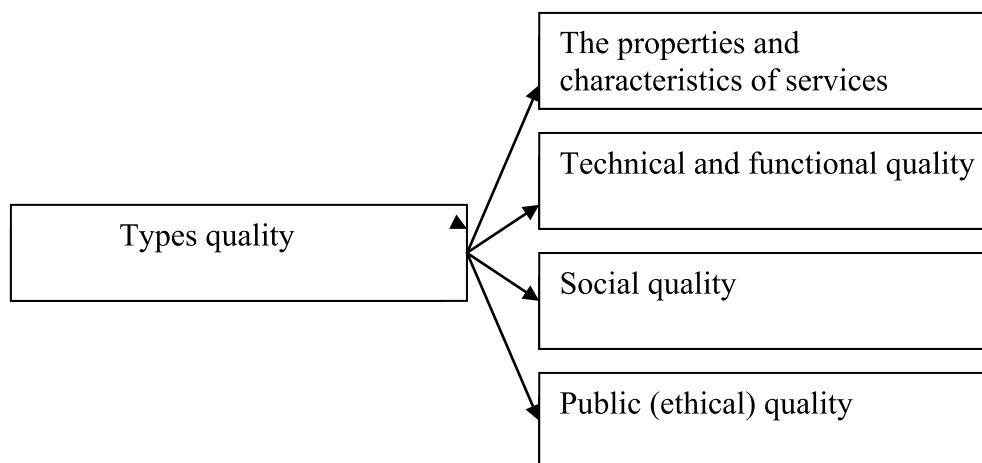 The properties and
characteristics of services
Technical and functional quality
Types quality
Social quality
Public (ethical) quality